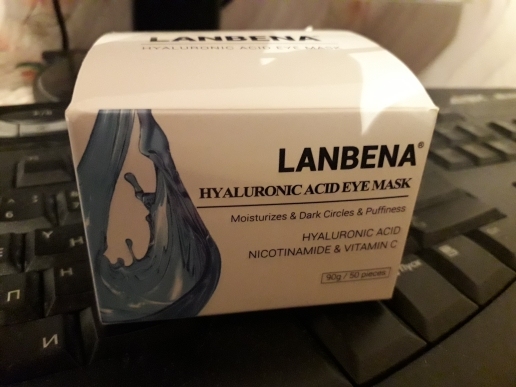 LANBENA
HYALURONIC ACID EYE MASK
LANBENA®
HYALURONIC ACID EYE MASK
Moisturizes & Dark Circles & Puffiness
HYALURONIC ACID
NICOTINAMIDE & VITAMIN C
90g / 50 pieces
И